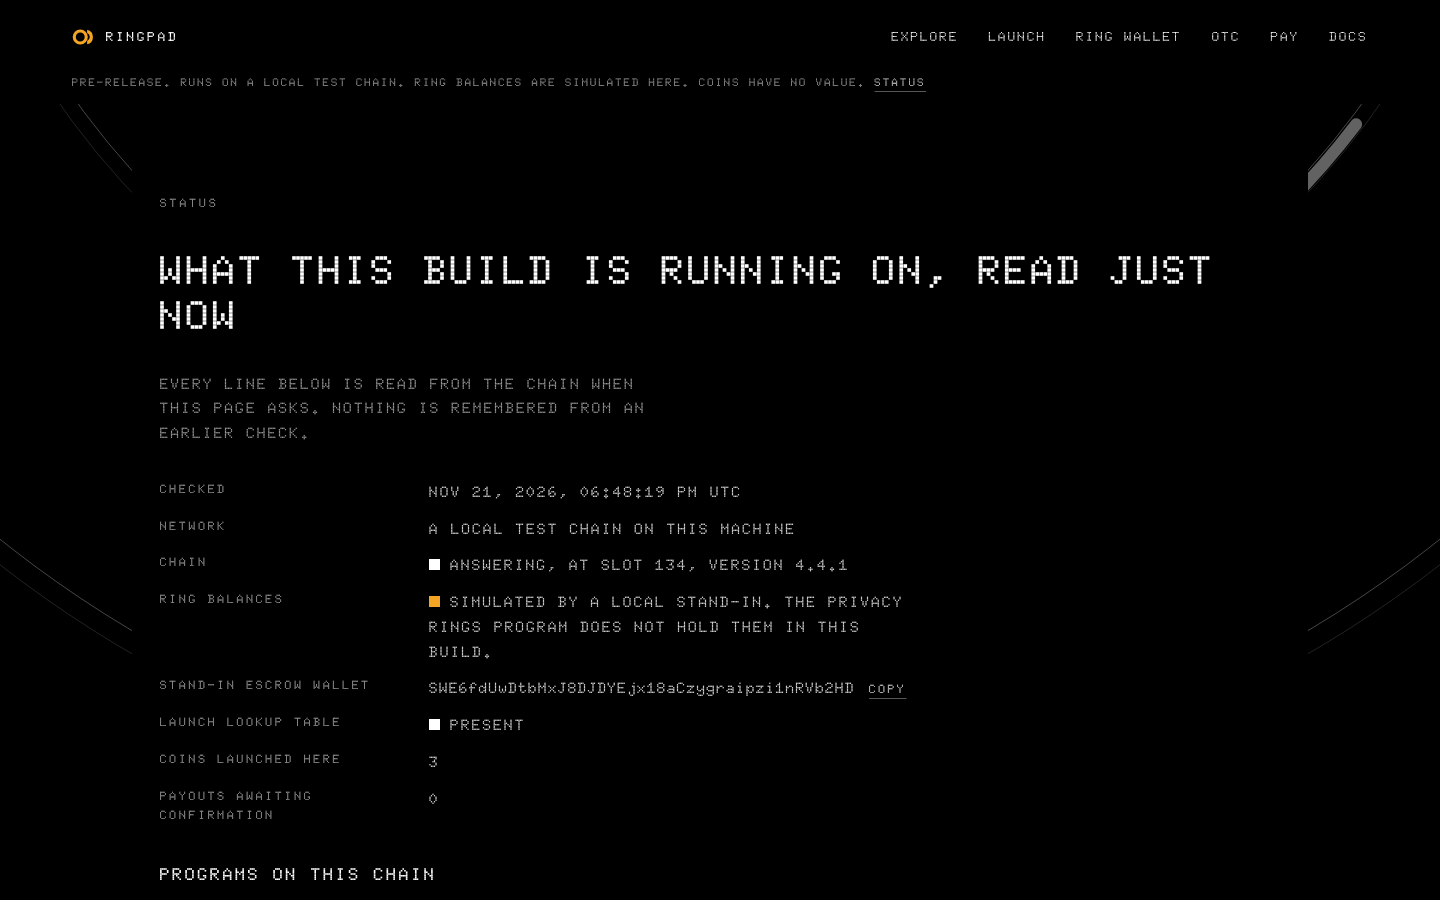 RINGPAD
EXPLORE LAUNCH RING WALLET OTC PAY DOCS
PRE-RELEASE. RUNS ON A LOCAL TEST CHAIN. RING BALANCES ARE SIMULATED HERE. COINS HAVE NO VALUE. STATUS
STATUS
WHAT THIS BUILD IS RUNNING ON, READ JUST
NOW
EVERY LINE BELOW IS READ FROM THE CHAIN WHEN
THIS PAGE ASKS. NOTHING IS REMEMBERED FROM AN
EARLIER CHECK.
CHECKED NOV 21, 2026, 06:48:19 PM UTC
NETWORK A LOCAL TEST CHAIN ON THIS MACHINE
CHAIN ANSWERING, AT SLOT 134, VERSION 4.4.1
RING BALANCES SIMULATED BY A LOCAL STAND-IN. THE PRIVACY
RINGS PROGRAM DOES NOT HOLD THEM IN THIS
BUILD.
STAND-IN ESCROW WALLET SWE6fdUwDtbMxJ8DJDYEjx18aCzygraipzi1nRVb2HD COPY
LAUNCH LOOKUP TABLE PRESENT
COINS LAUNCHED HERE 3
PAYOUTS AWAITING 0
CONFIRMATION
PROGRAMS ON THIS CHAIN